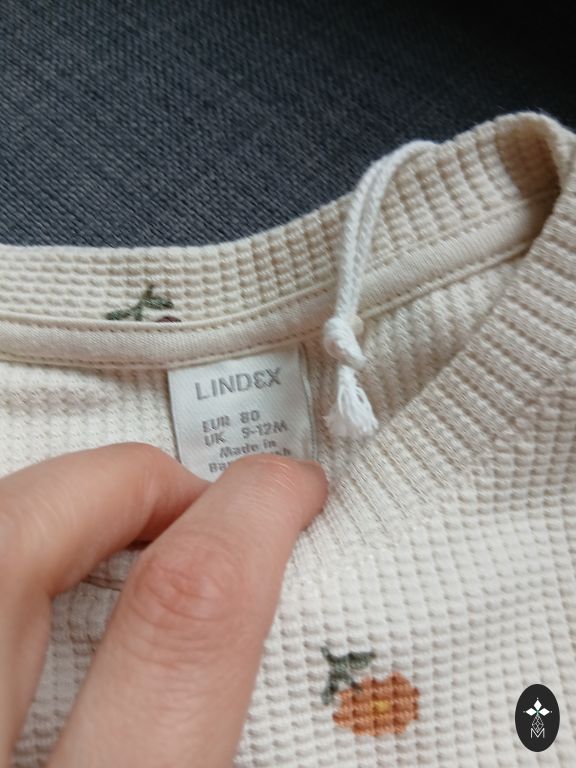 LINDEX
EUR 80
UK 9-12M
Made in